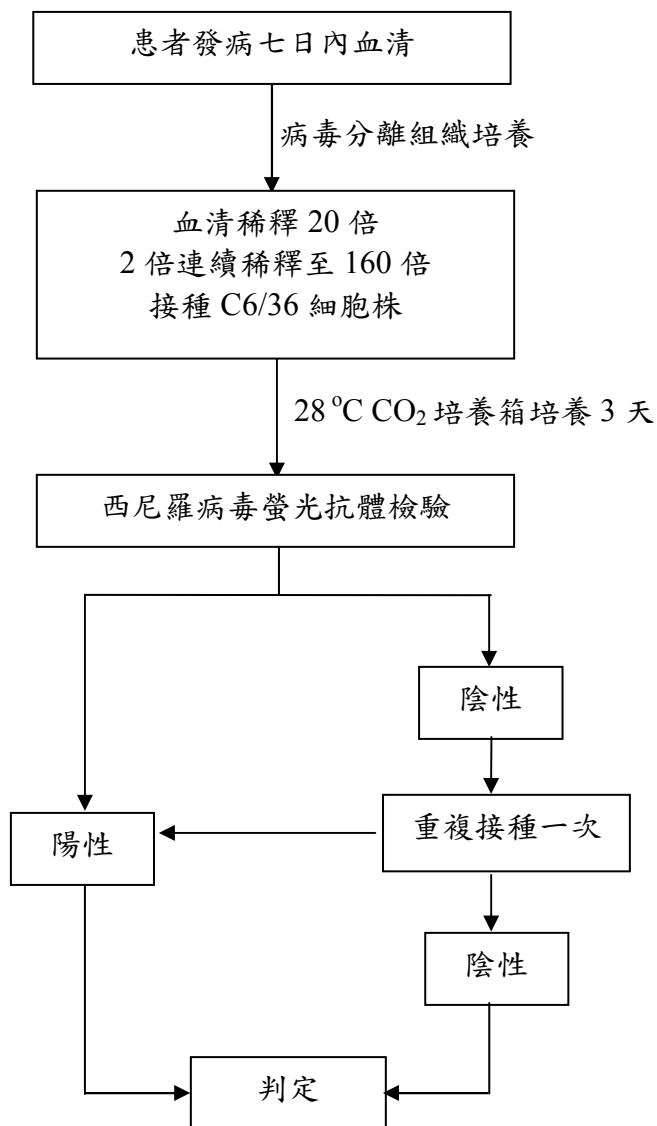 患者發病七日內血清
病毒分離組織培養
血清稀釋 20 倍
2 倍連續稀釋至 160 倍
接種 C6/36 細胞株
28 ºC CO₂ 培養箱培養 3 天
西尼羅病毒螢光抗體檢驗
陰性
陽性
重複接種一次
陰性
判定